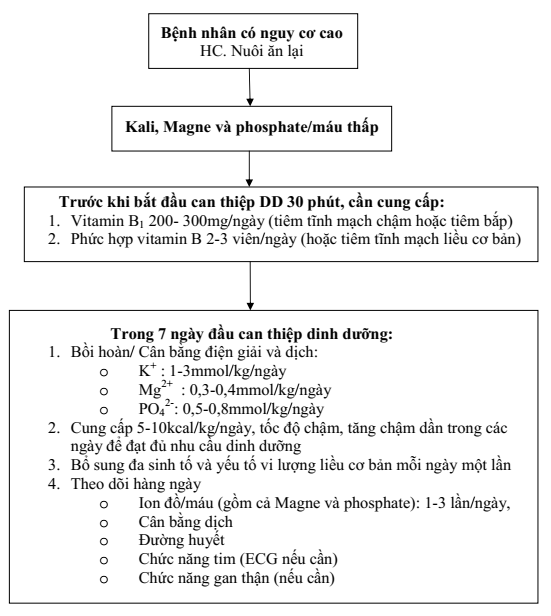 Bệnh nhân có nguy cơ cao
HC. Nuôi ăn lại
Kali, Magne và phosphate/máu thấp
Trước khi bắt đầu can thiệp DD 30 phút, cần cung cấp:
1. Vitamin B₁ 200- 300mg/ngày (tiêm tĩnh mạch chậm hoặc tiêm bắp)
2. Phức hợp vitamin B 2-3 viên/ngày (hoặc tiêm tĩnh mạch liều cơ bản)
Trong 7 ngày đầu can thiệp dinh dưỡng:
1. Bồi hoàn/ Cân bằng điện giải và dịch:
o K⁺ : 1-3mmol/kg/ngày
o Mg²⁺ : 0,3-0,4mmol/kg/ngày
o PO₄²⁻: 0,5-0,8mmol/kg/ngày
2. Cung cấp 5-10kcal/kg/ngày, tốc độ chậm, tăng chậm dần trong các
ngày để đạt đủ nhu cầu dinh dưỡng
3. Bổ sung đa sinh tố và yếu tố vi lượng liều cơ bản mỗi ngày một lần
4. Theo dõi hàng ngày
o Ion đồ/máu (gồm cả Magne và phosphate): 1-3 lần/ngày,
o Cân bằng dịch
o Đường huyết
o Chức năng tim (ECG nếu cần)
o Chức năng gan thận (nếu cần)